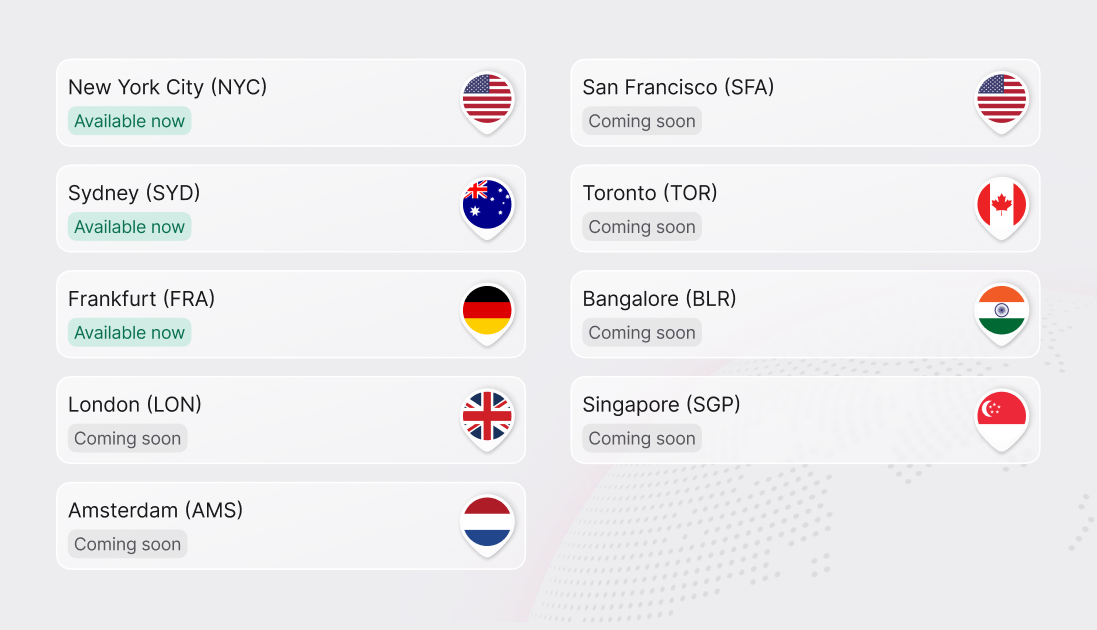 New York City (NYC)
Available now
Sydney (SYD)
Available now
Frankfurt (FRA)
Available now
London (LON)
Coming soon
Amsterdam (AMS)
Coming soon
San Francisco (SFA)
Coming soon
Toronto (TOR)
Coming soon
Bangalore (BLR)
Coming soon
Singapore (SGP)
Coming soon